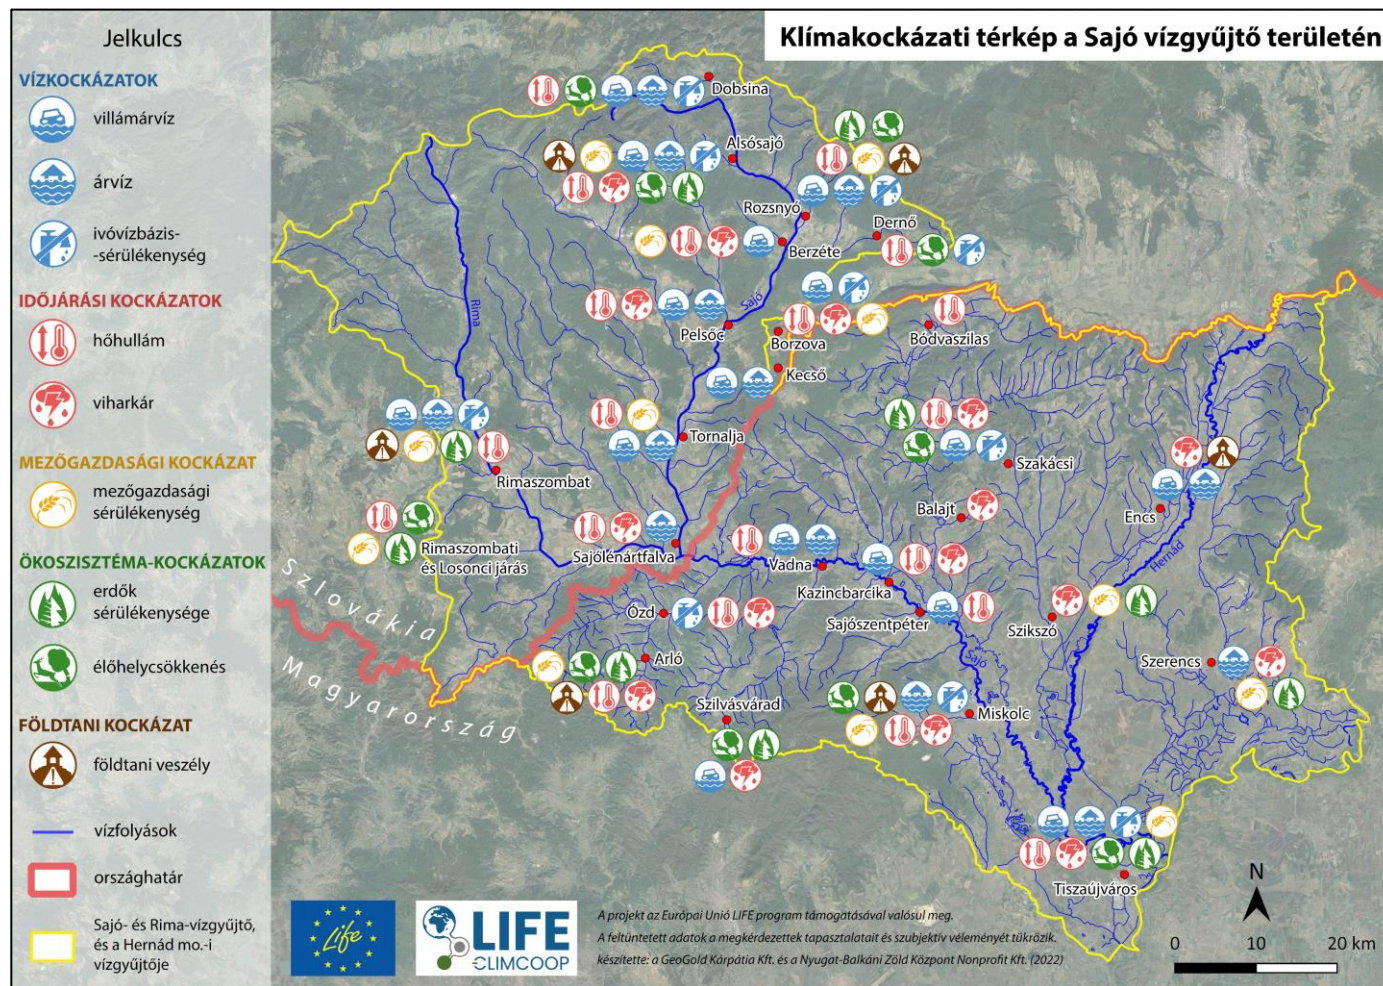 Klímakockázati térkép a Sajó vízgyűjtő területén
Jelkulcs
VÍZKOCKÁZATOK
villámárvíz
árvíz
ivóvízbázis-
-sérülékenység
IDŐJÁRÁSI KOCKÁZATOK
hőhullám
viharkár
MEZŐGAZDASÁGI KOCKÁZAT
mezőgazdasági
sérülékenység
ÖKOSZISZTÉMA-KOCKÁZATOK
erdők
sérülékenysége
élőhelycsökkenés
FÖLDTANI KOCKÁZAT
földtani veszély
vízfolyások
országhatár
Sajó- és Rima-vízgyűjtő,
és a Hernád mo.-i
vízgyűjtője
Dobsina
Alsósajó
Rozsnyó
Dernő
Berzéte
Rima
Sajó
Pelsőc
Borzova
Bódvaszilas
Kecső
Tornalja
Rimaszombat
Szakácsi
Balajt
Encs
Rimaszombati
és Losonci járás
Sajólénártfalva
Vadna
Hernád
Kazincbarcika
Szlovákia
Ózd
Sajószentpéter
Szikszó
Magyarország
Arló
Sajó
Szerencs
Szilvásvárad
Miskolc
Tiszaújváros
N
Life
LIFE
CLIMCOOP
A projekt az Európai Unió LIFE program támogatásával valósul meg.
A feltüntetett adatok a megkérdezettek tapasztalatait és szubjektív véleményét tükrözik.
készítette: a GeoGold Kárpátia Kft. és a Nyugat-Balkáni Zöld Központ Nonprofit Kft. (2022)
0 10 20 km